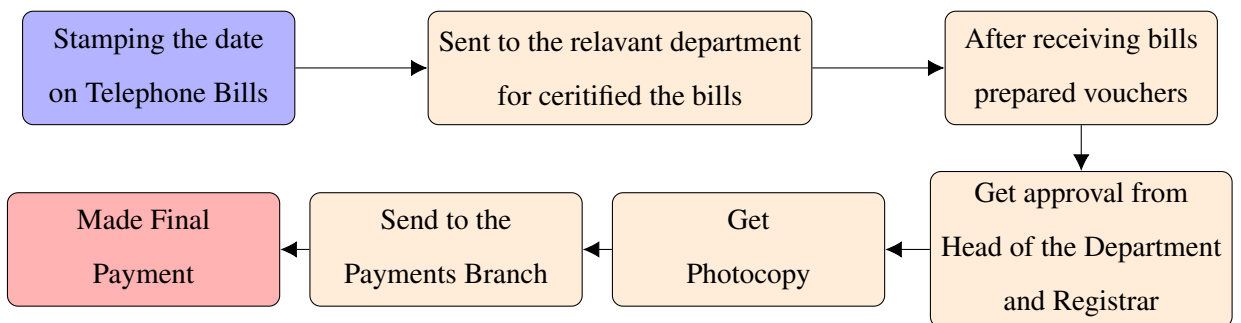 Stamping the date
on Telephone Bills
Sent to the relavant department
for ceritified the bills
After receiving bills
prepared vouchers
Get approval from
Head of the Department
and Registrar
Get
Photocopy
Send to the
Payments Branch
Made Final
Payment